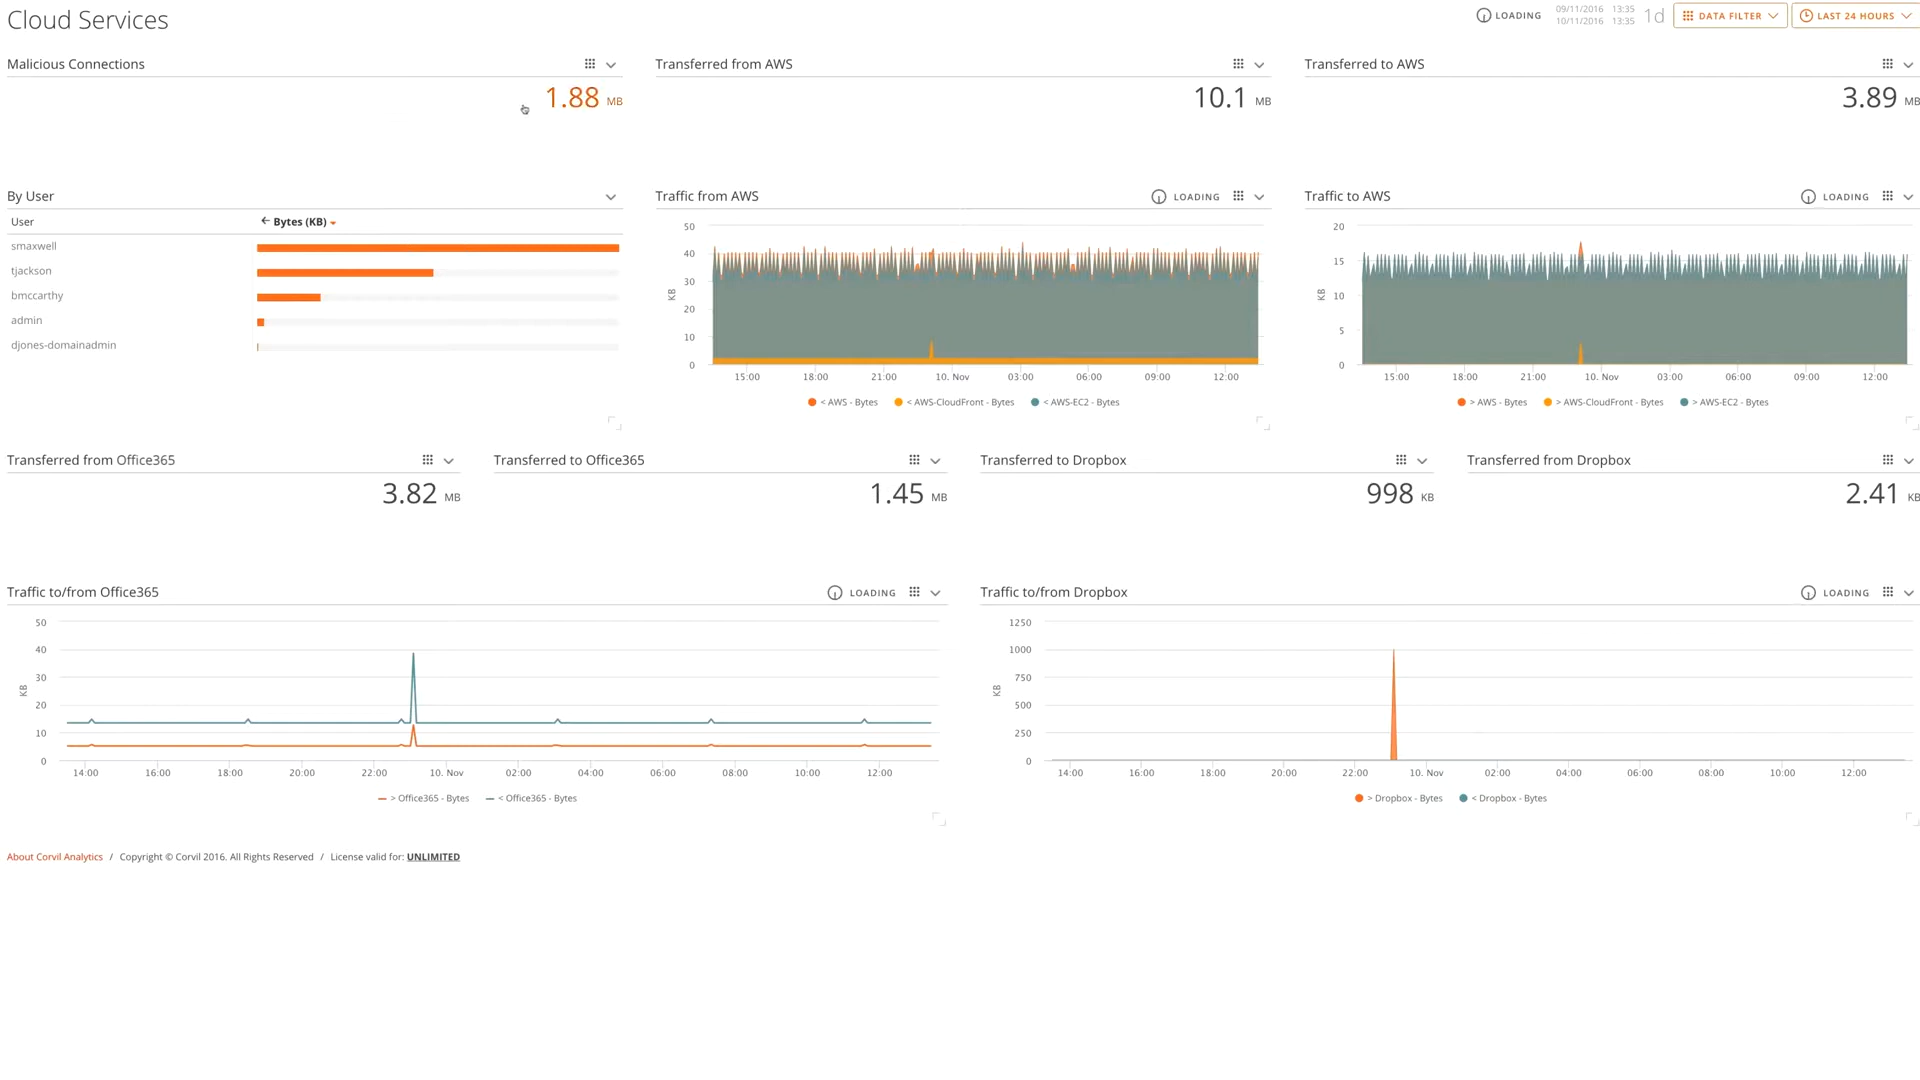 Cloud Services
LOADING
09/11/2016 13:35
10/11/2016 13:35
1d
DATA FILTER
LAST 24 HOURS
Malicious Connections
1.88 MB
Transferred from AWS
10.1 MB
Transferred to AWS
3.89 MB
By User
User
Bytes (KB)
smaxwell
tjackson
bmccarthy
admin
djones-domainadmin
Traffic from AWS
LOADING
50
40
30
20
10
0
KB
15:00 18:00 21:00 10. Nov 03:00 06:00 09:00 12:00
< AWS - Bytes < AWS-CloudFront - Bytes < AWS-EC2 - Bytes
Traffic to AWS
LOADING
20
15
10
5
0
KB
15:00 18:00 21:00 10. Nov 03:00 06:00 09:00 12:00
> AWS - Bytes > AWS-CloudFront - Bytes > AWS-EC2 - Bytes
Transferred from Office365
3.82 MB
Transferred to Office365
1.45 MB
Transferred to Dropbox
998 KB
Transferred from Dropbox
2.41 KB
Traffic to/from Office365
LOADING
50
40
30
20
10
0
KB
14:00 16:00 18:00 20:00 22:00 10. Nov 02:00 04:00 06:00 08:00 10:00 12:00
> Office365 - Bytes < Office365 - Bytes
Traffic to/from Dropbox
LOADING
1250
1000
750
500
250
0
KB
14:00 16:00 18:00 20:00 22:00 10. Nov 02:00 04:00 06:00 08:00 10:00 12:00
> Dropbox - Bytes < Dropbox - Bytes
About Corvil Analytics / Copyright © Corvil 2016. All Rights Reserved / License valid for: UNLIMITED